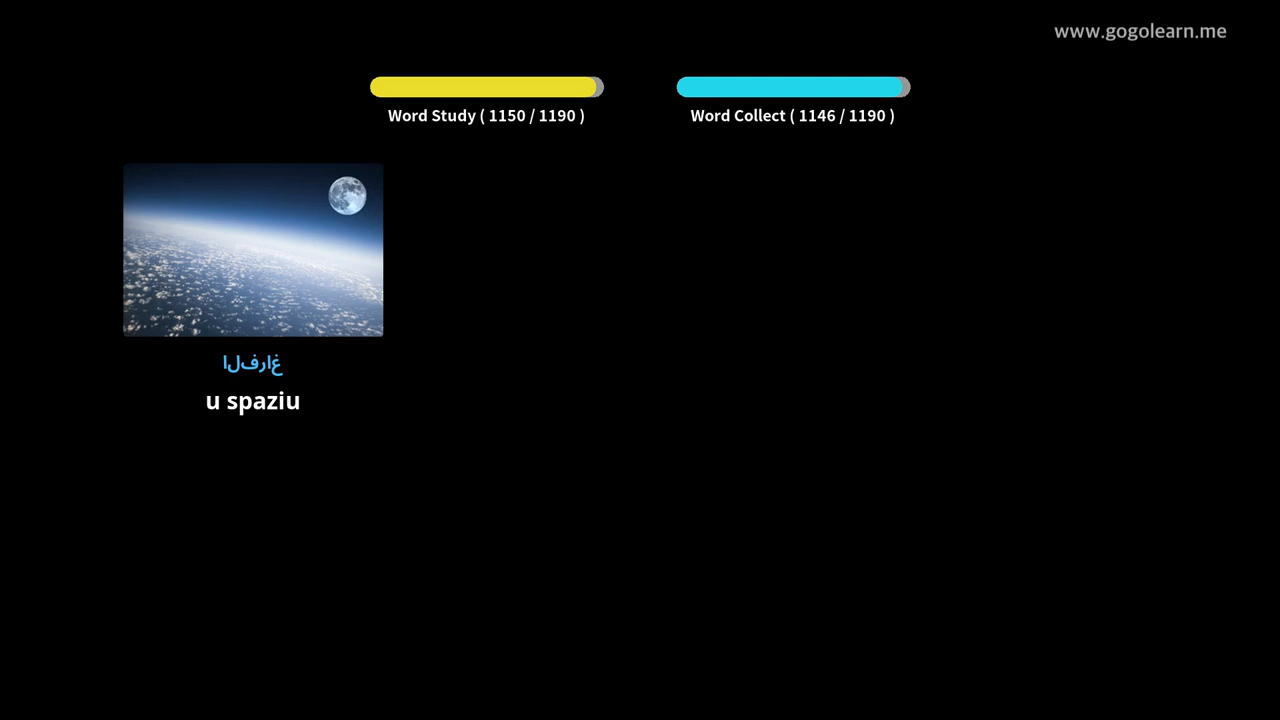 www.gogolearn.me
Word Study ( 1150 / 1190 )
Word Collect ( 1146 / 1190 )
الفراغ
u spaziu